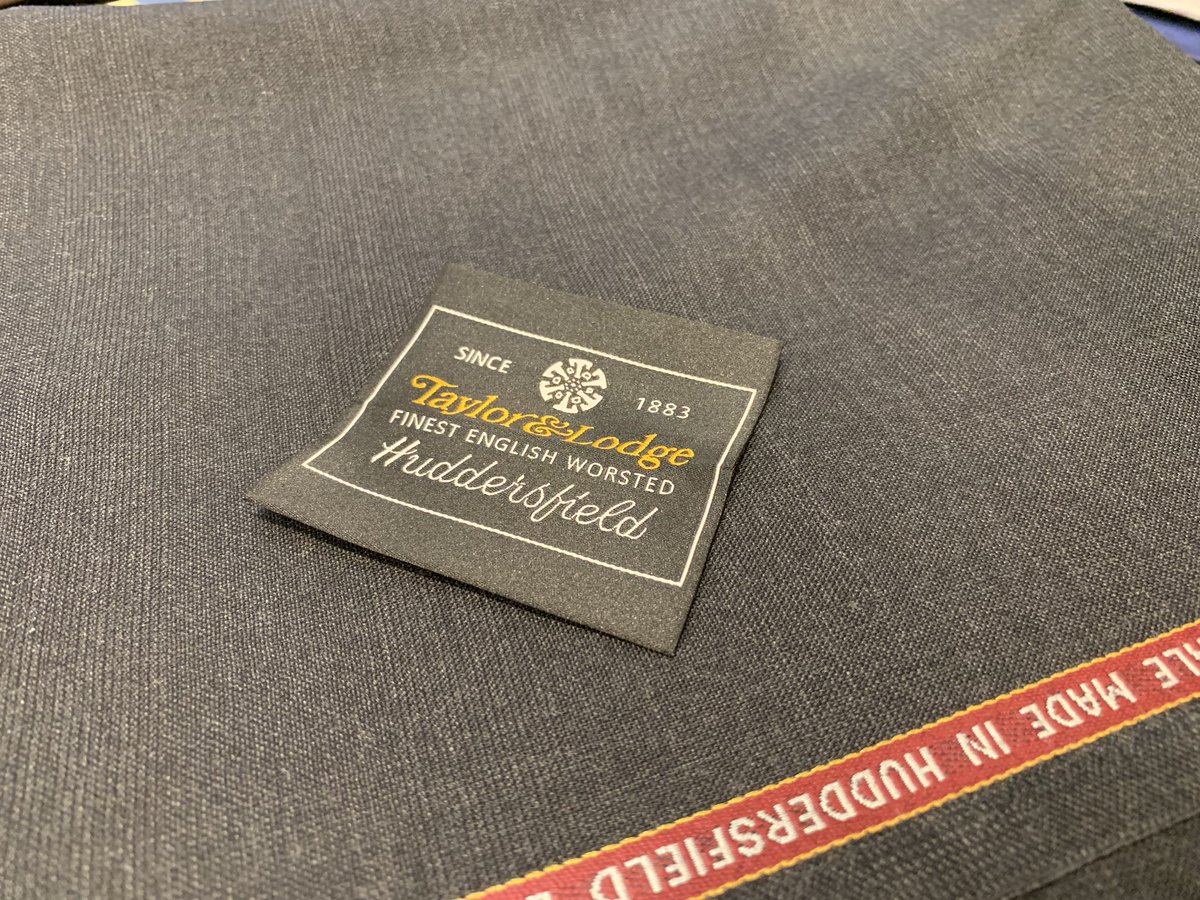 SINCE 1883
Taylor&Lodge
FINEST ENGLISH WORSTED
Huddersfield
MADE IN HUDDERSFIELD